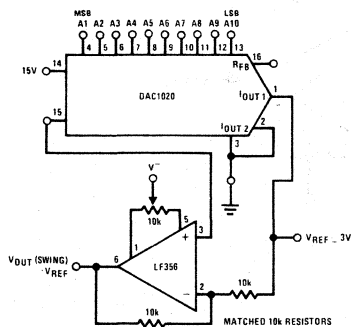 MSB LSB
A1 A2 A3 A4 A5 A6 A7 A8 A9 A10
4 5 6 7 8 9 10 11 12 13
15V 14
16
RFB
DAC1020
IOUT 1 1
15
IOUT 2 2
3
V−
10k
5
1
3
+
VOUT (SWING)
VREF
6
LF356
VREF - 3V
−
2
10k
10k
MATCHED 10k RESISTORS